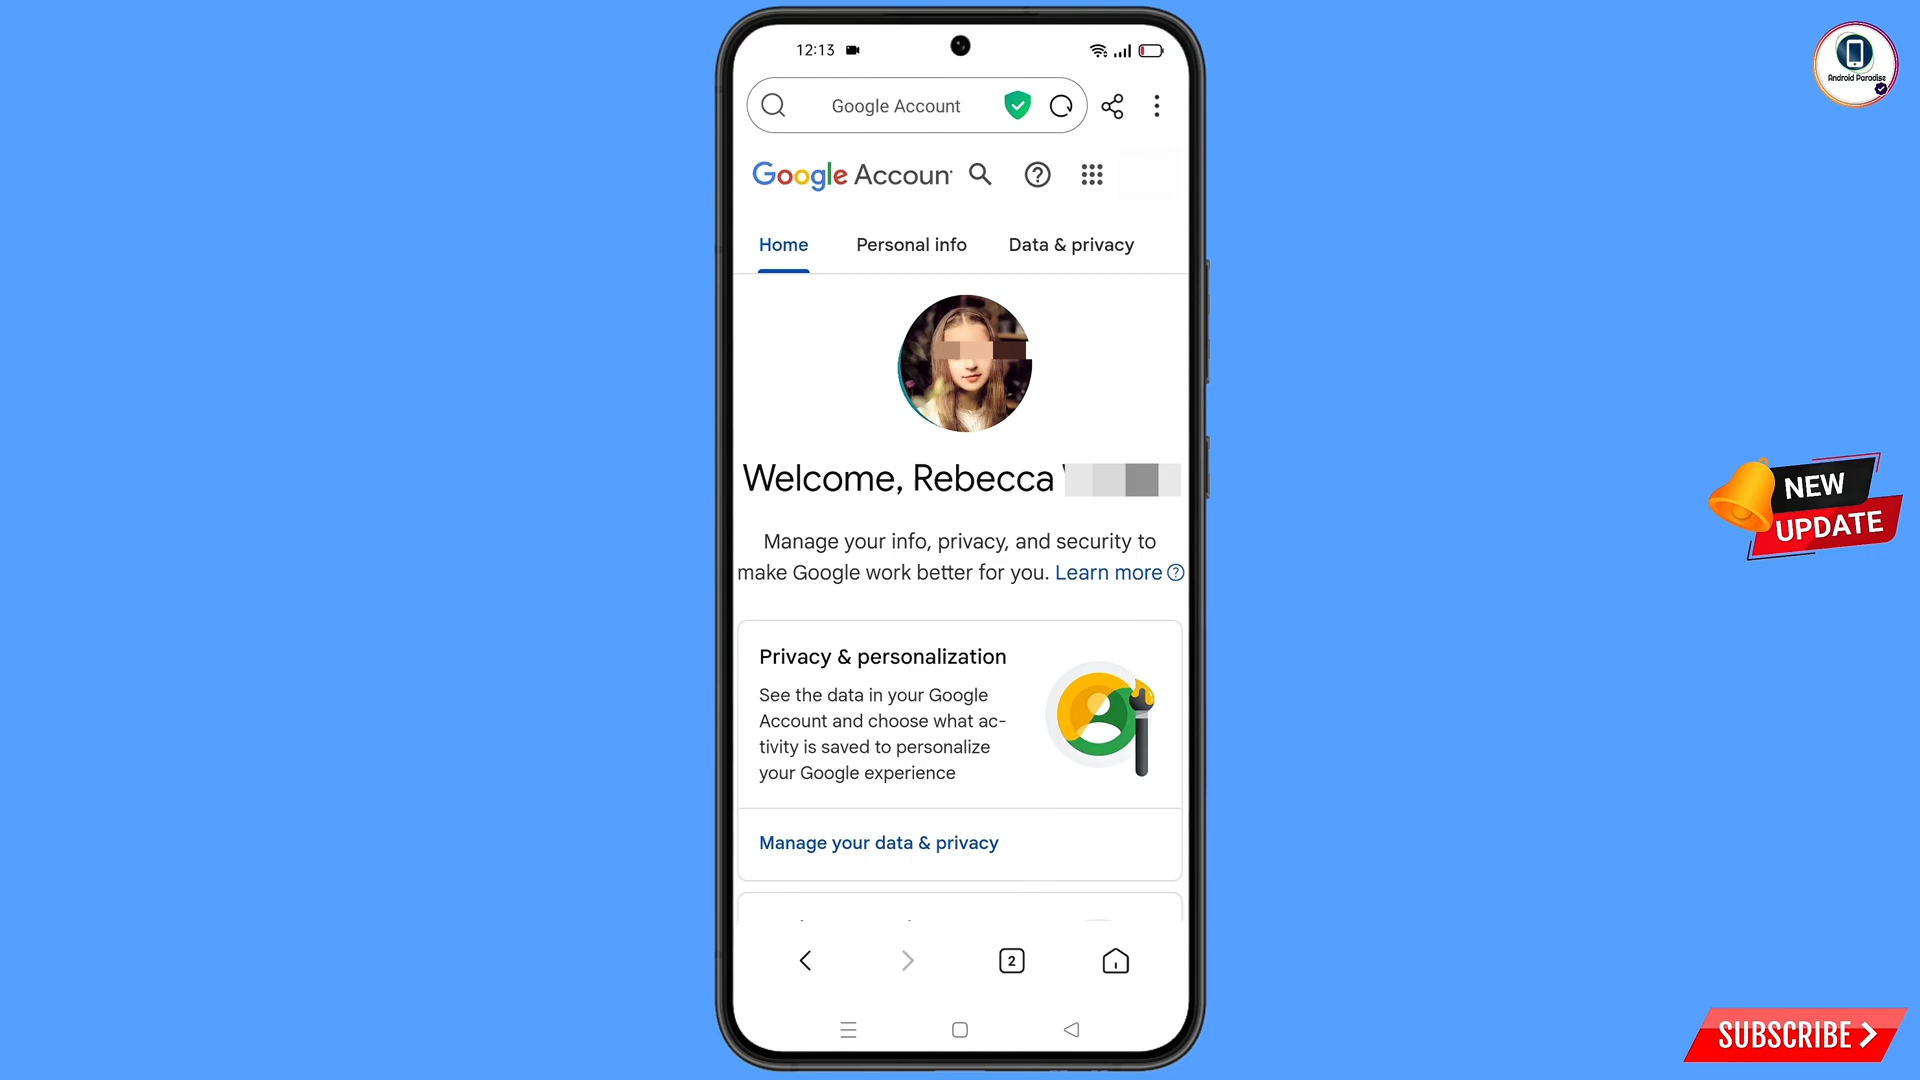 12:13
Google Account
Google Accoun
Home Personal info Data & privacy
Welcome, Rebecca
Manage your info, privacy, and security to
make Google work better for you. Learn more
Privacy & personalization
See the data in your Google
Account and choose what ac-
tivity is saved to personalize
your Google experience
Manage your data & privacy
2
Android Paradise
NEW
UPDATE
SUBSCRIBE